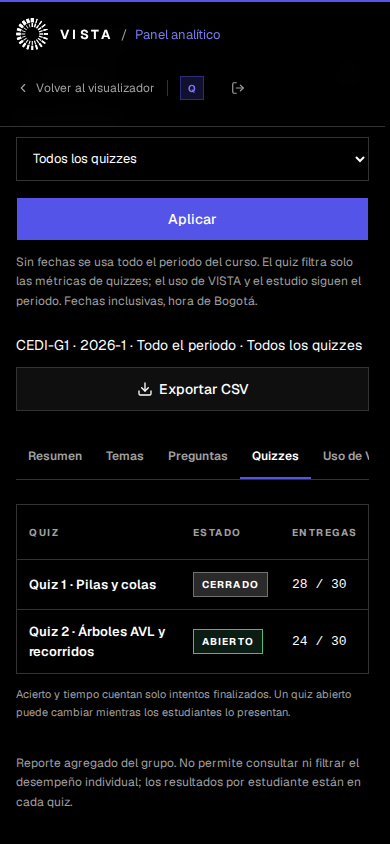 VISTA / Panel analítico
Volver al visualizador Q
Todos los quizzes
Aplicar
Sin fechas se usa todo el periodo del curso. El quiz filtra solo
las métricas de quizzes; el uso de VISTA y el estudio siguen el
periodo. Fechas inclusivas, hora de Bogotá.
CEDI-G1 · 2026-1 · Todo el periodo · Todos los quizzes
Exportar CSV
Resumen Temas Preguntas Quizzes Uso de
QUIZ ESTADO ENTREGAS
Quiz 1 · Pilas y colas CERRADO 28 / 30
Quiz 2 · Árboles AVL y
recorridos ABIERTO 24 / 30
Acierto y tiempo cuentan solo intentos finalizados. Un quiz abierto
puede cambiar mientras los estudiantes lo presentan.
Reporte agregado del grupo. No permite consultar ni filtrar el
desempeño individual; los resultados por estudiante están en
cada quiz.